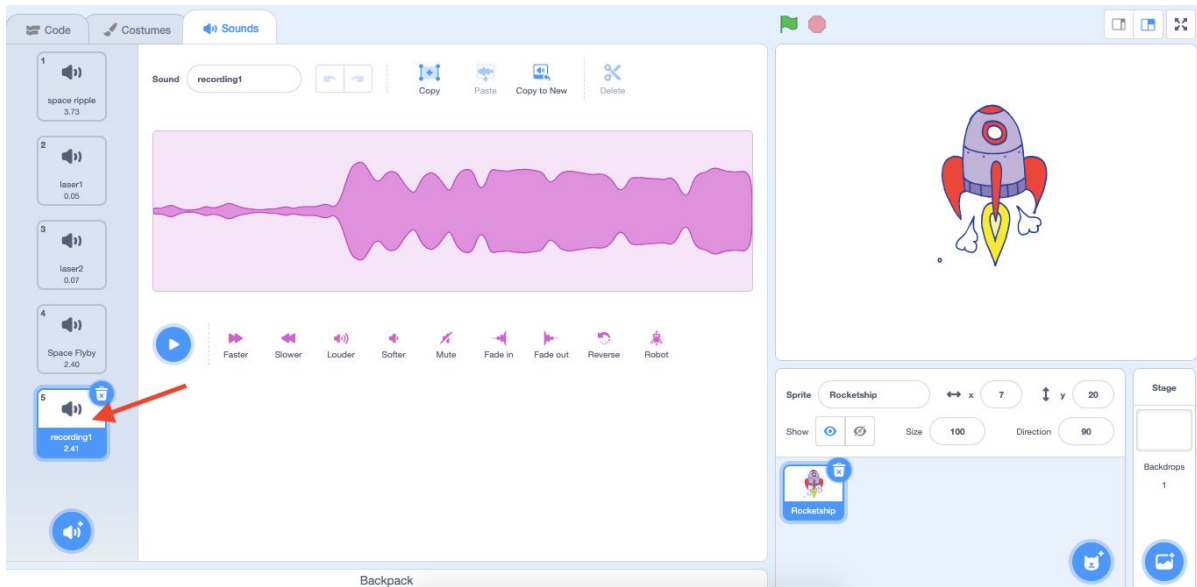 Code
Costumes
Sounds
1
space ripple
3.73
2
laser1
0.05
3
laser2
0.07
4
Space Flyby
2.40
5
recording1
2.41
Sound recording1
Copy
Paste
Copy to New
Delete
Faster
Slower
Louder
Softer
Mute
Fade in
Fade out
Reverse
Robot
Backpack
Sprite Rocketship x 7 y 20
Show Size 100 Direction 90
Rocketship
Stage
Backdrops
1